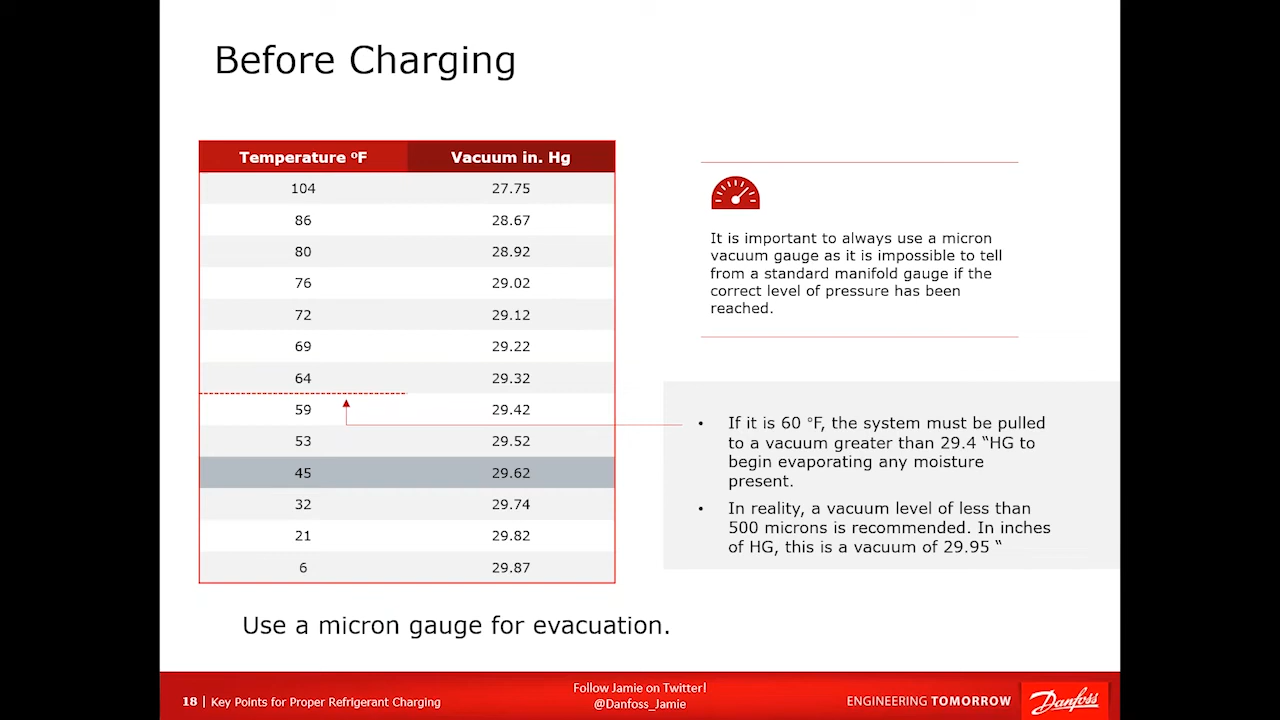 Before Charging
Temperature ºF Vacuum in. Hg
104 27.75
86 28.67
80 28.92
76 29.02
72 29.12
69 29.22
64 29.32
59 29.42
53 29.52
45 29.62
32 29.74
21 29.82
6 29.87
It is important to always use a micron
vacuum gauge as it is impossible to tell
from a standard manifold gauge if the
correct level of pressure has been
reached.
• If it is 60 ºF, the system must be pulled
to a vacuum greater than 29.4 “HG to
begin evaporating any moisture
present.
• In reality, a vacuum level of less than
500 microns is recommended. In inches
of HG, this is a vacuum of 29.95 “
Use a micron gauge for evacuation.
18 | Key Points for Proper Refrigerant Charging
Follow Jamie on Twitter!
@Danfoss_Jamie
ENGINEERING TOMORROW
Danfoss